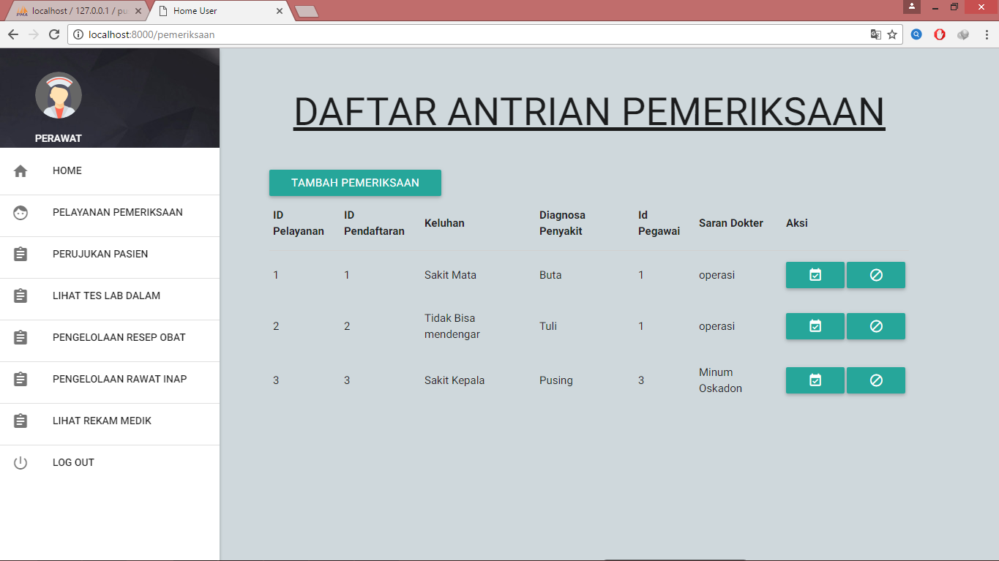 localhost / 127.0.0.1 / pu
Home User
localhost:8000/pemeriksaan
PERAWAT
HOME
PELAYANAN PEMERIKSAAN
PERUJUKAN PASIEN
LIHAT TES LAB DALAM
PENGELOLAAN RESEP OBAT
PENGELOLAAN RAWAT INAP
LIHAT REKAM MEDIK
LOG OUT
DAFTAR ANTRIAN PEMERIKSAAN
TAMBAH PEMERIKSAAN
ID Pelayanan ID Pendaftaran Keluhan Diagnosa Penyakit Id Pegawai Saran Dokter Aksi
1 1 Sakit Mata Buta 1 operasi
2 2 Tidak Bisa mendengar Tuli 1 operasi
3 3 Sakit Kepala Pusing 3 Minum Oskadon